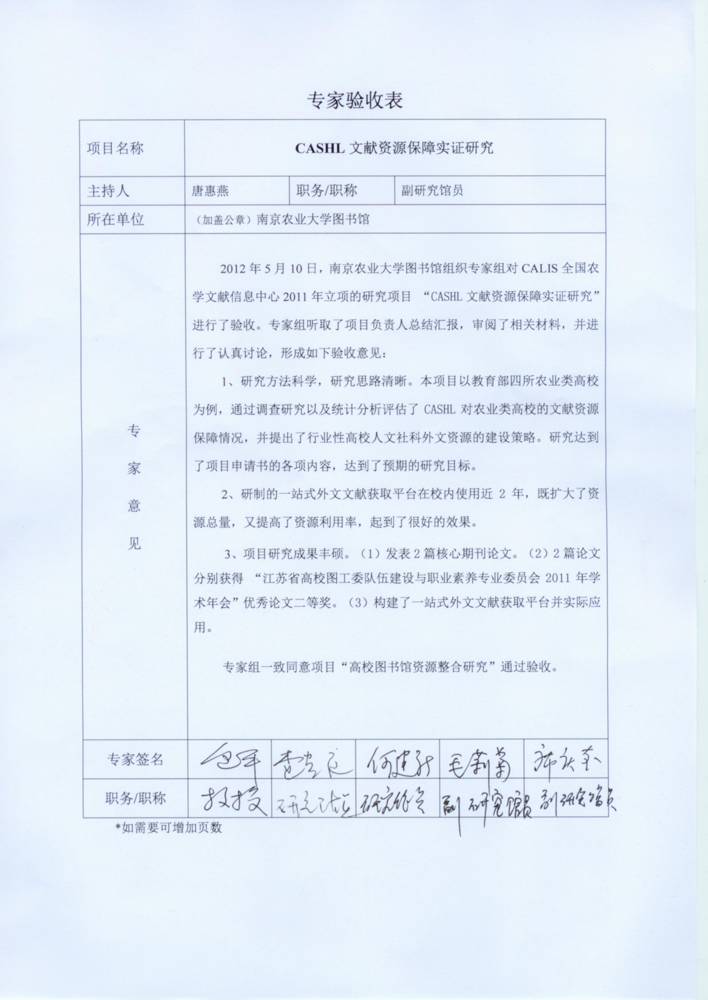 专家验收表
项目名称 CASHL 文献资源保障实证研究
主持人 唐惠燕 职务/职称 副研究馆员
所在单位 （加盖公章）南京农业大学图书馆
专家意见
2012 年 5 月 10 日，南京农业大学图书馆组织专家组对 CALIS 全国农
学文献信息中心 2011 年立项的研究项目 “CASHL 文献资源保障实证研究”
进行了验收。专家组听取了项目负责人总结汇报，审阅了相关材料，并进
行了认真讨论，形成如下验收意见：
1、研究方法科学，研究思路清晰。本项目以教育部四所农业类高校
为例，通过调查研究以及统计分析评估了 CASHL 对农业类高校的文献资源
保障情况，并提出了行业性高校人文社科外文资源的建设策略。研究达到
了项目申请书的各项内容，达到了预期的研究目标。
2、研制的一站式外文文献获取平台在校内使用近 2 年，既扩大了资
源总量，又提高了资源利用率，起到了很好的效果。
3、项目研究成果丰硕。（1）发表 2 篇核心期刊论文。（2）2 篇论文
分别获得 “江苏省高校图工委队伍建设与职业素养专业委员会 2011 年学
术年会”优秀论文二等奖。（3）构建了一站式外文文献获取平台并实际应
用。
专家组一致同意项目“高校图书馆资源整合研究”通过验收。
专家签名 包平 查贵庭 何建新 毛莉菊
职务/职称 教授 研究馆员 研究馆员 副研究馆员 副研究馆员
*如需要可增加页数